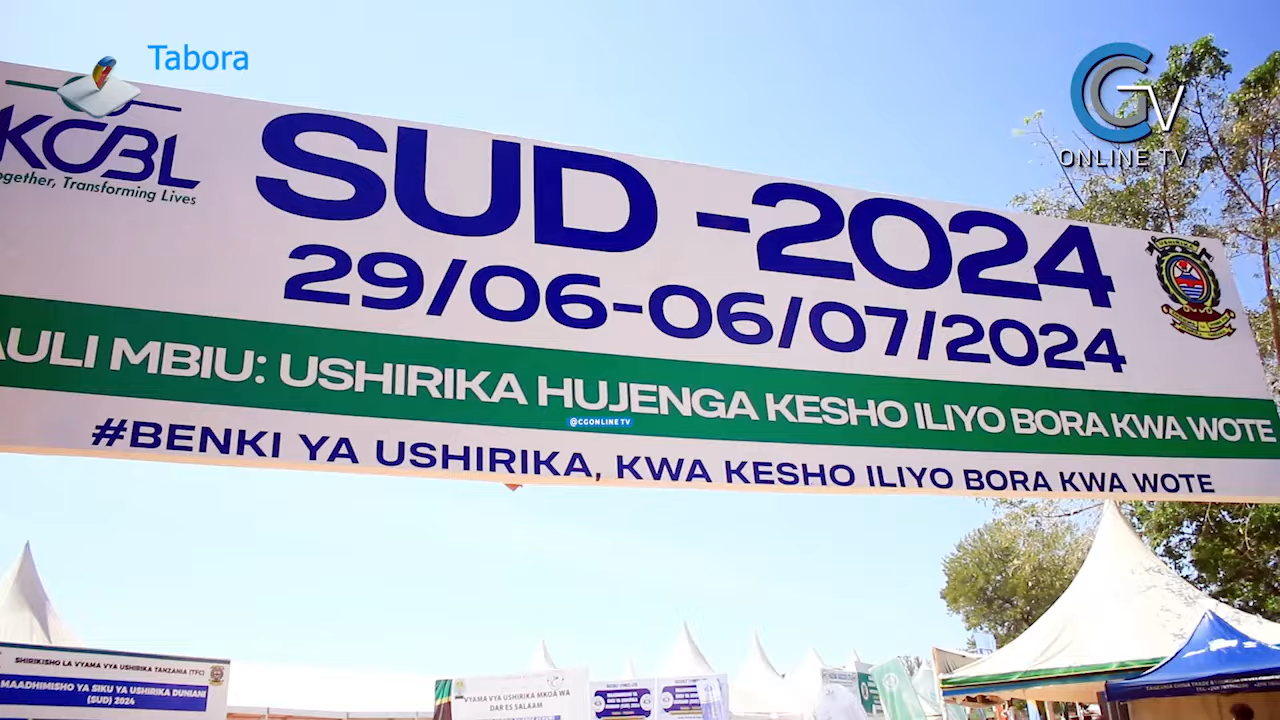 Tabora
CG TV
ONLINE TV
KCBL
ogether, Transforming Lives
SUD -2024
29/06-06/07/2024
USHIRIKA
AULI MBIU: USHIRIKA HUJENGA KESHO ILIYO BORA KWA WOTE
@CGONLINE TV
#BENKI YA USHIRIKA, KWA KESHO ILIYO BORA KWA WOTE
SHIRIKISHO LA VYAMA VYA USHIRIKA TANZANIA (TFC)
MAADHIMISHO YA SIKU YA USHIRIKA DUNIANI
(SUD) 2024
VYAMA VYA USHIRIKA MKOA WA
DAR ES SALAAM